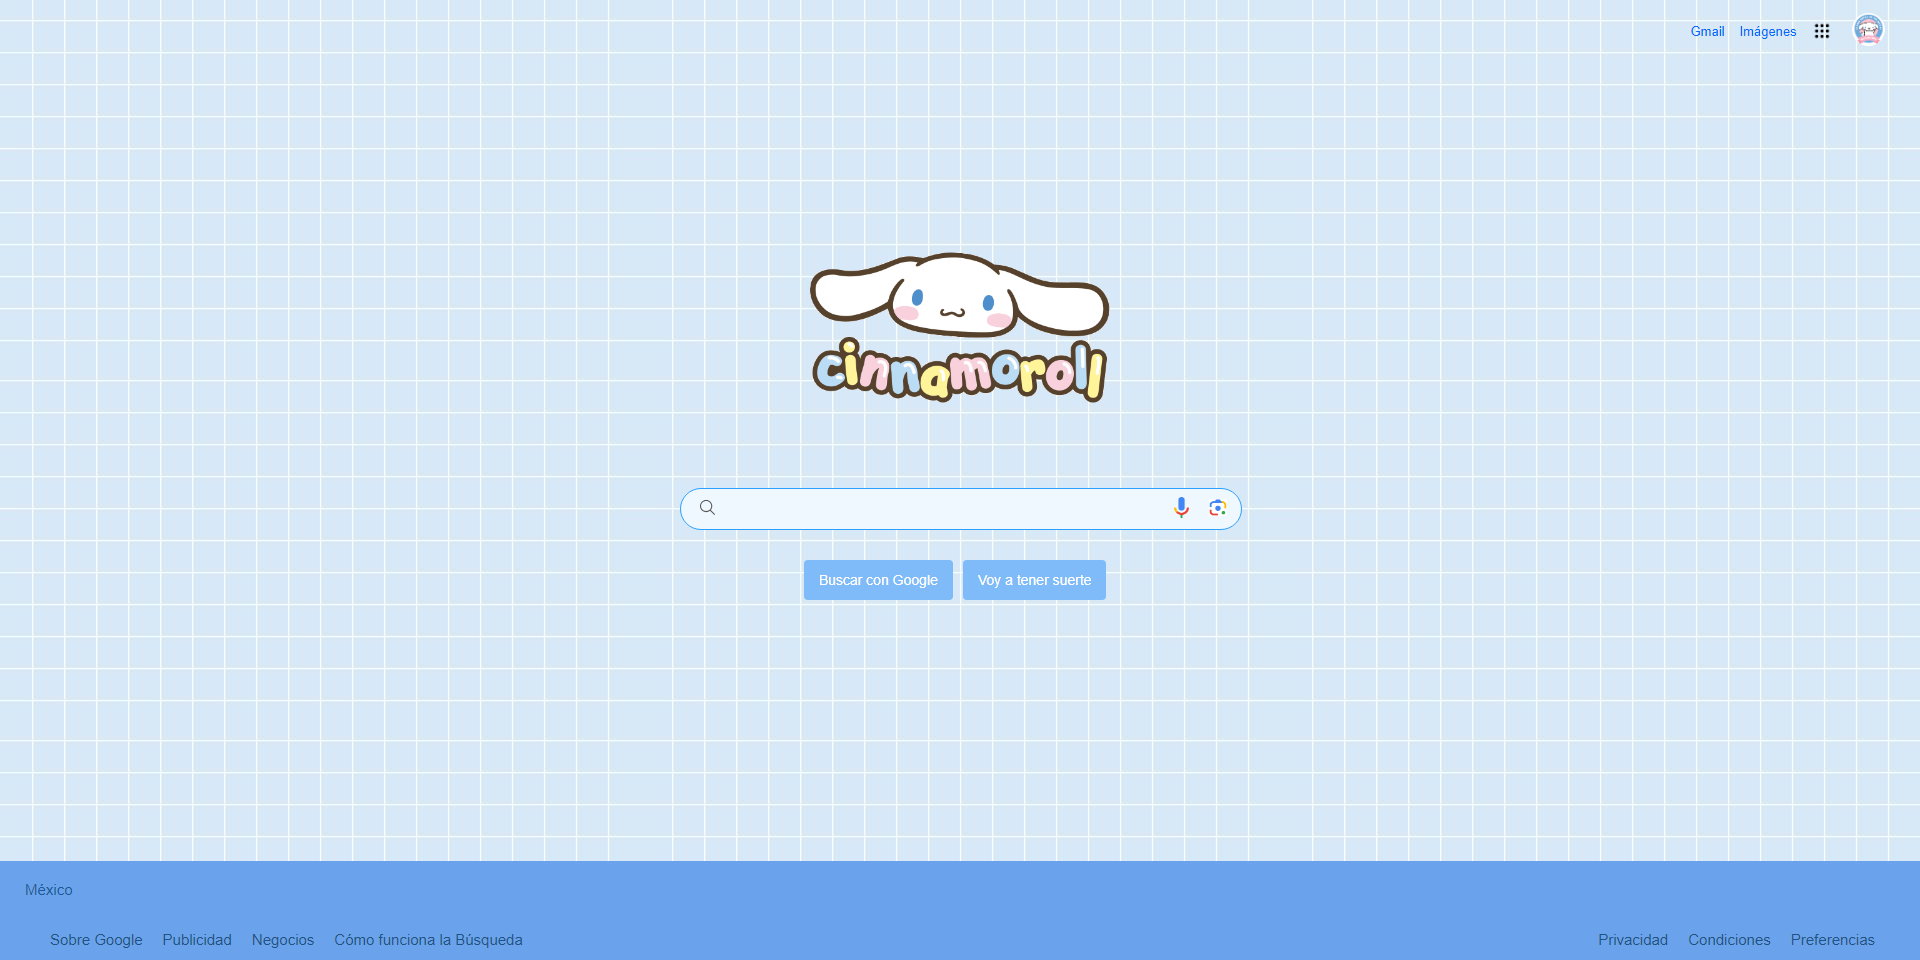 Gmail Imágenes
cinnamoroll
Buscar con Google Voy a tener suerte
México
Sobre Google Publicidad Negocios Cómo funciona la Búsqueda Privacidad Condiciones Preferencias